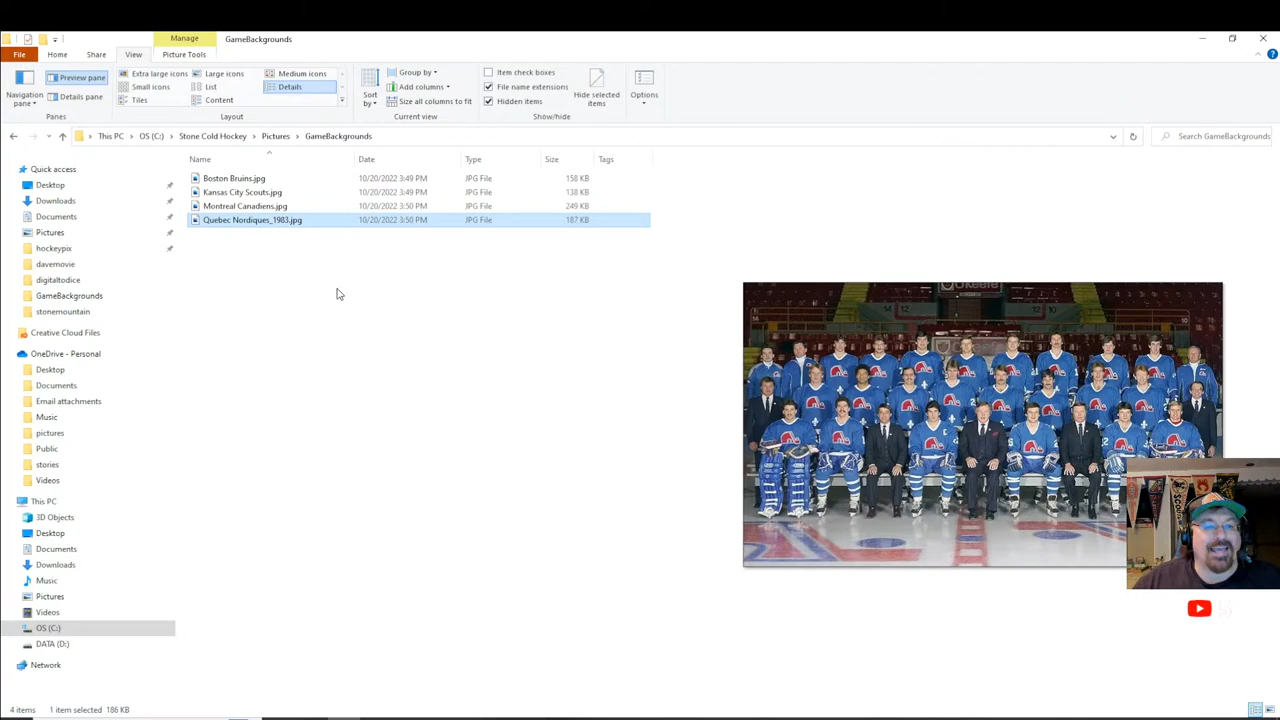 Manage
GameBackgrounds
File
Home
Share
View
Picture Tools
Navigation pane
Preview pane
Details pane
Panes
Extra large icons
Large icons
Medium icons
Small icons
List
Details
Tiles
Content
Layout
Sort by
Group by
Add columns
Size all columns to fit
Current view
Item check boxes
File name extensions
Hidden items
Hide selected items
Show/hide
Options
This PC > OS (C:) > Stone Cold Hockey > Pictures > GameBackgrounds
Search GameBackgrounds
Name Date Type Size Tags
Boston Bruins.jpg 10/20/2022 3:49 PM JPG File 158 KB
Kansas City Scouts.jpg 10/20/2022 3:49 PM JPG File 138 KB
Montreal Canadiens.jpg 10/20/2022 3:50 PM JPG File 249 KB
Quebec Nordiques_1983.jpg 10/20/2022 3:50 PM JPG File 187 KB
Quick access
Desktop
Downloads
Documents
Pictures
hockeypix
davemovie
digitaltodice
GameBackgrounds
stonemountain
Creative Cloud Files
OneDrive - Personal
Desktop
Documents
Email attachments
Music
pictures
Public
stories
Videos
This PC
3D Objects
Desktop
Documents
Downloads
Music
Pictures
Videos
OS (C:)
DATA (D:)
Network
O'Keefe
4 items 1 item selected 186 KB